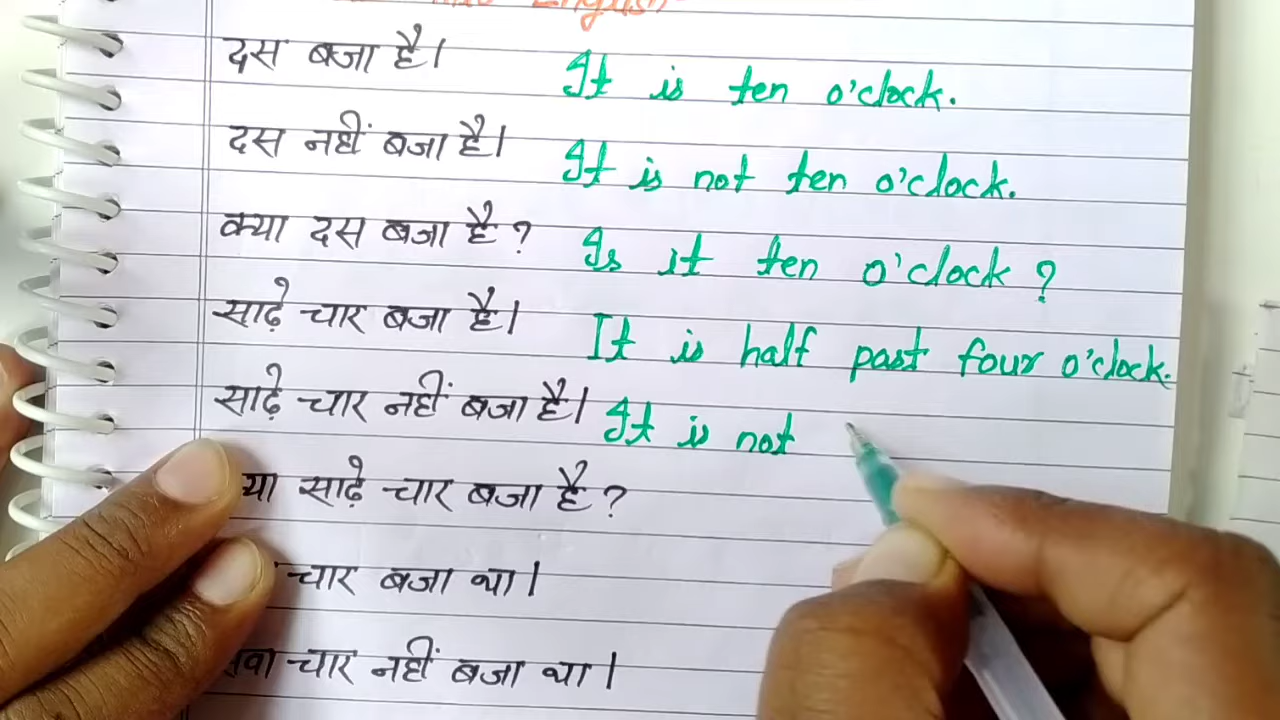 English
दस बजा है। It is ten o'clock.
दस नहीं बजा है। It is not ten o'clock.
क्या दस बजा है? Is it ten o'clock?
साढ़े चार बजा है। It is half past four o'clock.
साढ़े चार नहीं बजा है। It is not
या साढ़े चार बजा है?
चार बजा था।
चार नहीं बजा था।